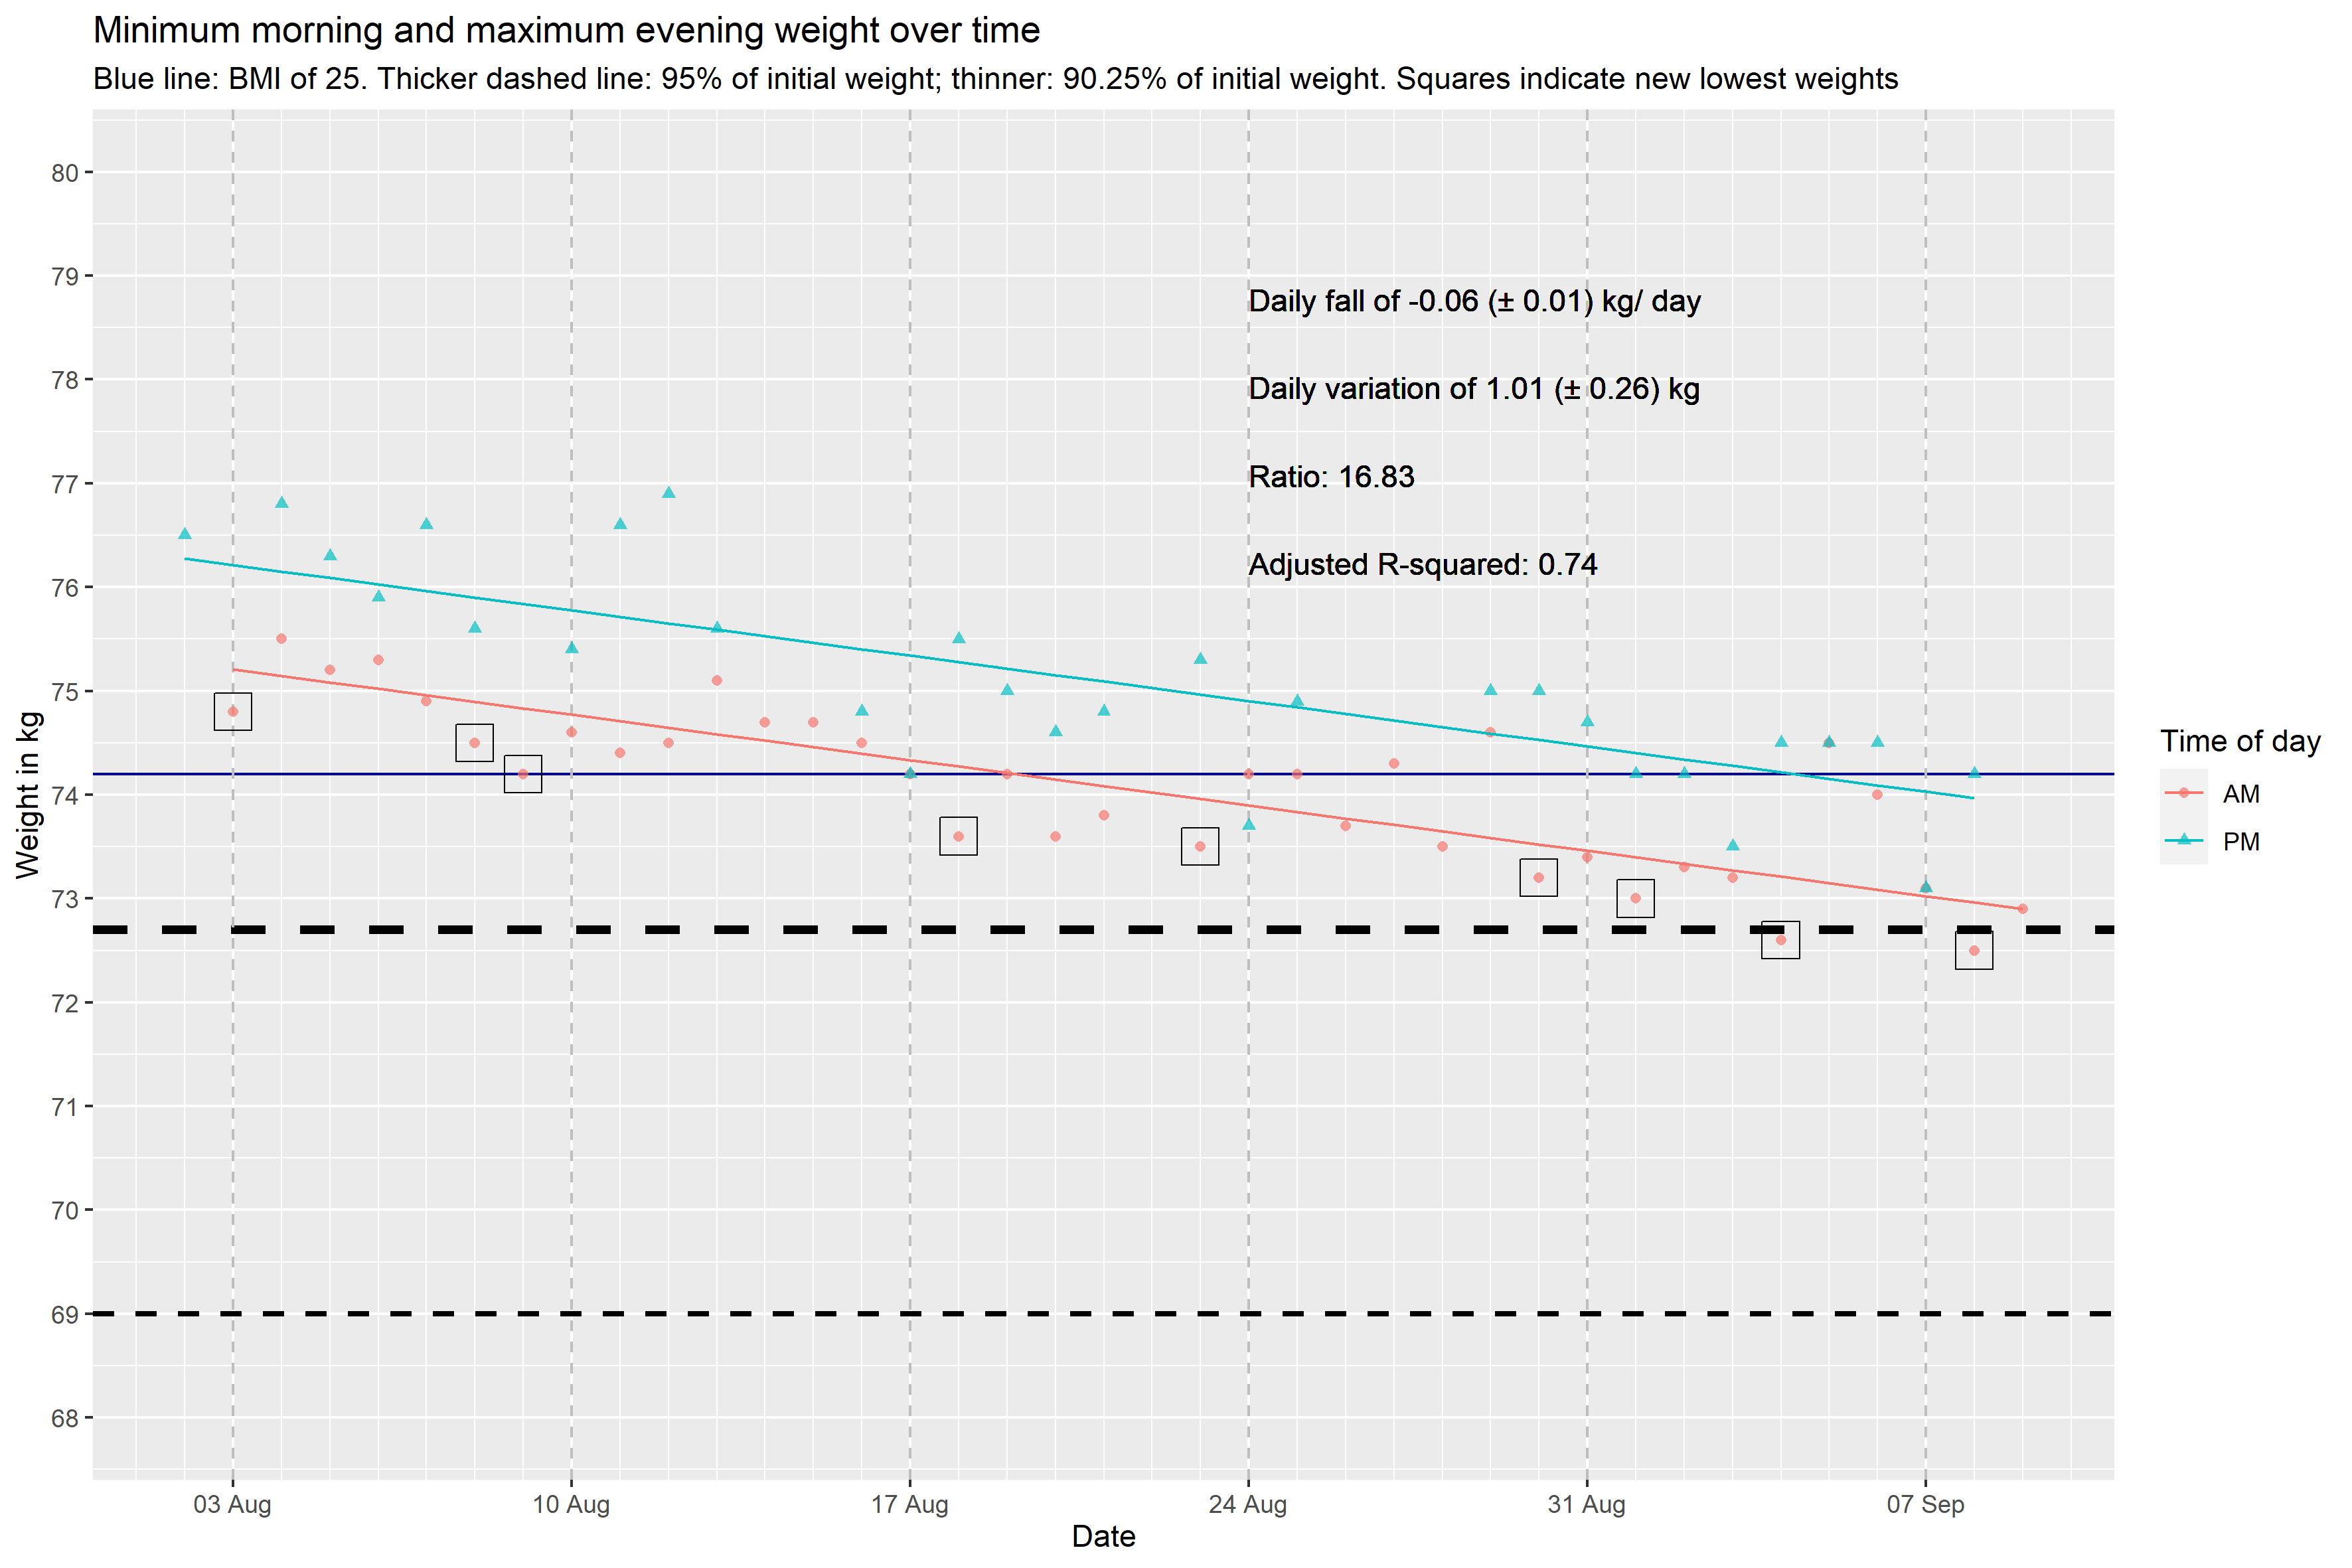 Minimum morning and maximum evening weight over time
Blue line: BMI of 25. Thicker dashed line: 95% of initial weight; thinner: 90.25% of initial weight. Squares indicate new lowest weights
80
79
78
77
76
75
74
73
72
71
70
69
68
Weight in kg
Daily fall of -0.06 (± 0.01) kg/ day
Daily variation of 1.01 (± 0.26) kg
Ratio: 16.83
Adjusted R-squared: 0.74
Time of day
AM
PM
03 Aug
10 Aug
17 Aug
24 Aug
31 Aug
07 Sep
Date